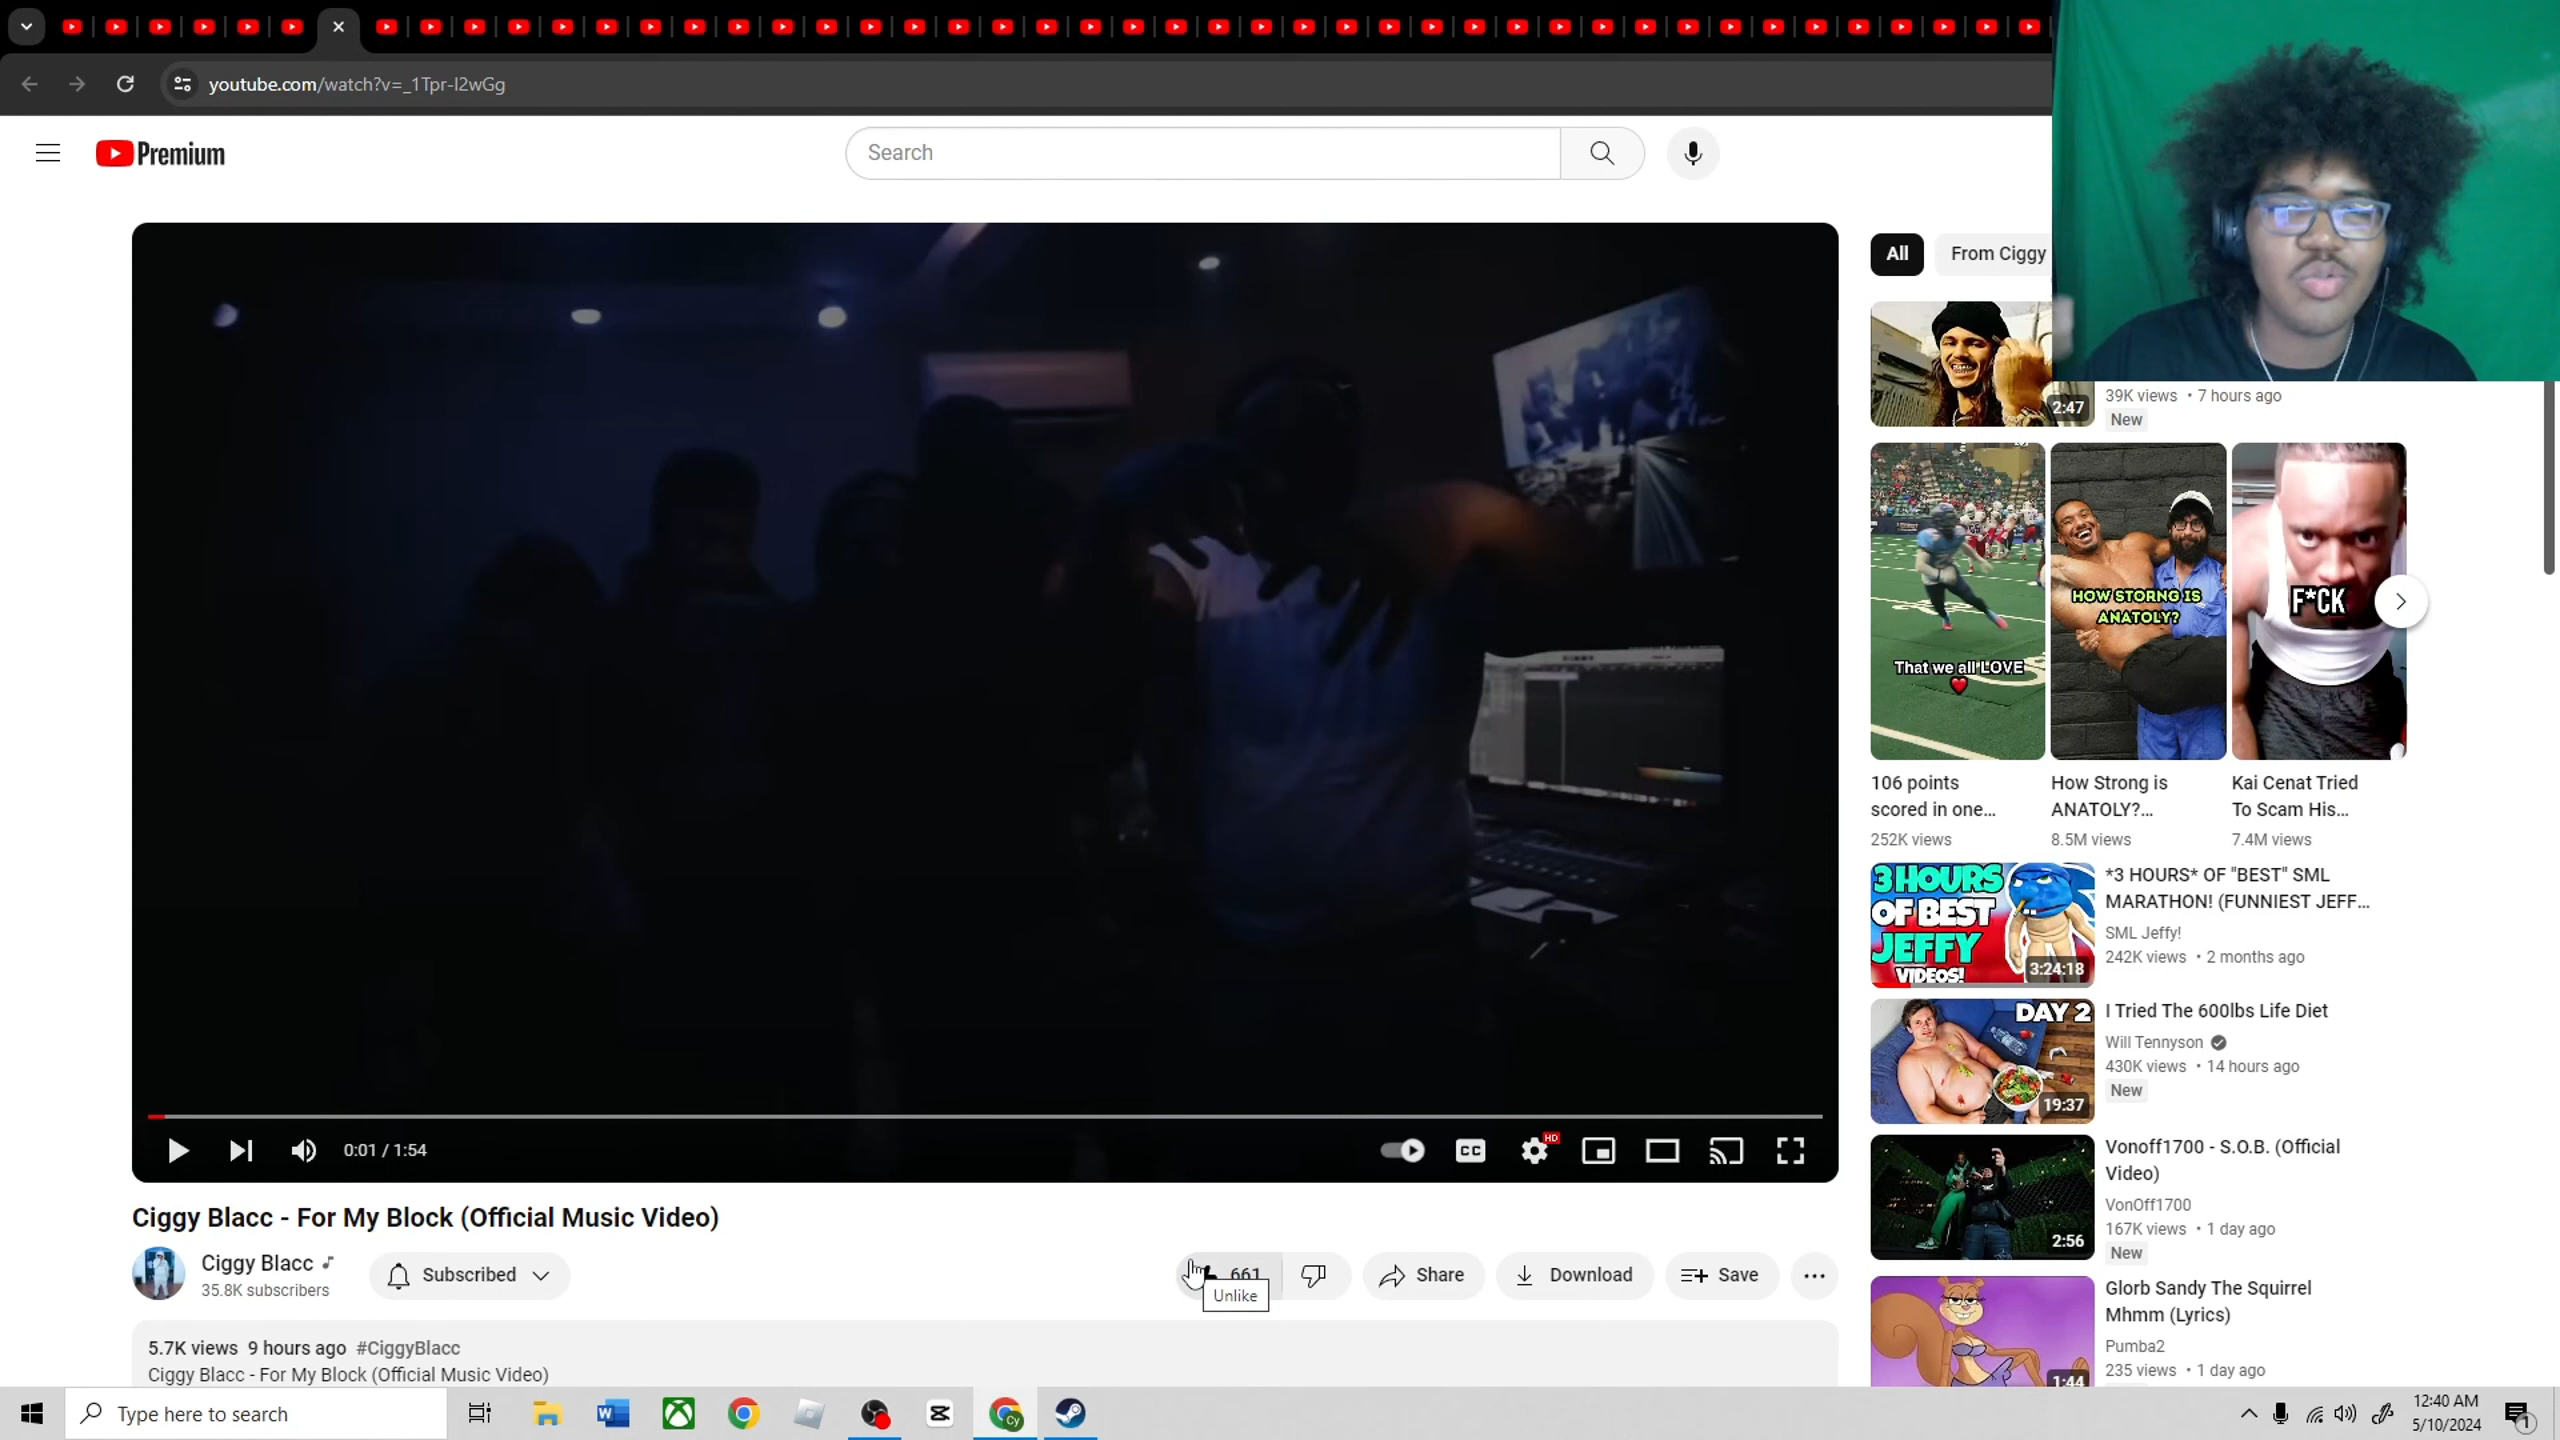 youtube.com/watch?v=_1Tpr-l2wGg
Premium
Search
All
From Ciggy
2:47
39K views • 7 hours ago
New
That we all LOVE
HOW STORNG IS
ANATOLY?
F*CK
106 points
scored in one...
252K views
How Strong is
ANATOLY?...
8.5M views
Kai Cenat Tried
To Scam His...
7.4M views
3 HOURS
OF BEST
JEFFY
VIDEOS!
3:24:18
*3 HOURS* OF "BEST" SML
MARATHON! (FUNNIEST JEFF...
SML Jeffy!
242K views • 2 months ago
DAY 2
19:37
I Tried The 600lbs Life Diet
Will Tennyson
430K views • 14 hours ago
New
2:56
Vonoff1700 - S.O.B. (Official
Video)
VonOff1700
167K views • 1 day ago
New
1:44
Glorb Sandy The Squirrel
Mhmm (Lyrics)
Pumba2
235 views • 1 day ago
0:01 / 1:54
CC
HD
Ciggy Blacc - For My Block (Official Music Video)
Ciggy Blacc
35.8K subscribers
Subscribed
661
Unlike
Share
Download
Save
5.7K views 9 hours ago #CiggyBlacc
Ciggy Blacc - For My Block (Official Music Video)
Type here to search
Cy
12:40 AM
5/10/2024
1